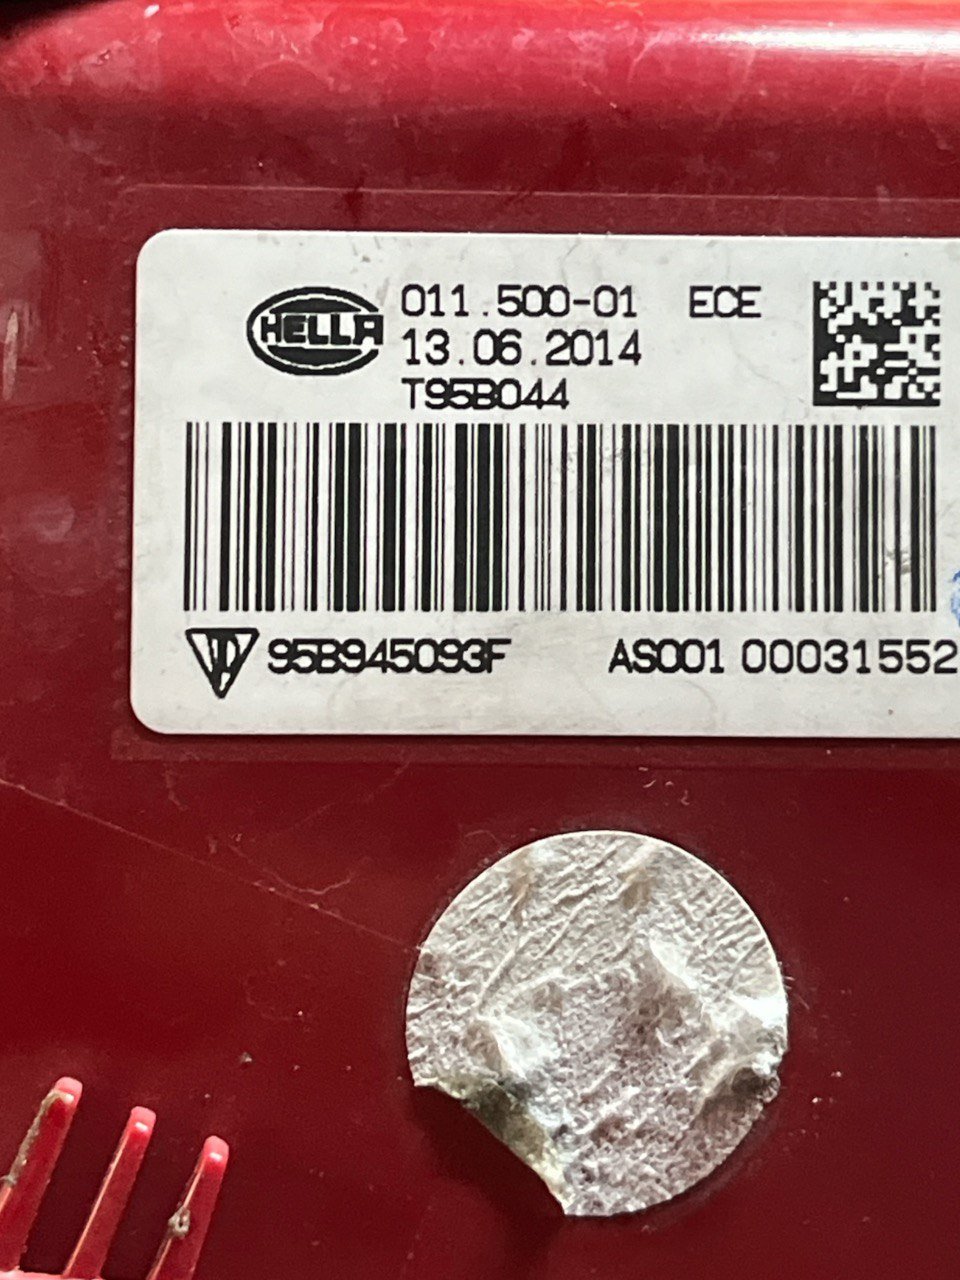 HELLA
011.500-01 ECE
13.06.2014
T95B044
95B945093F AS001 00031552